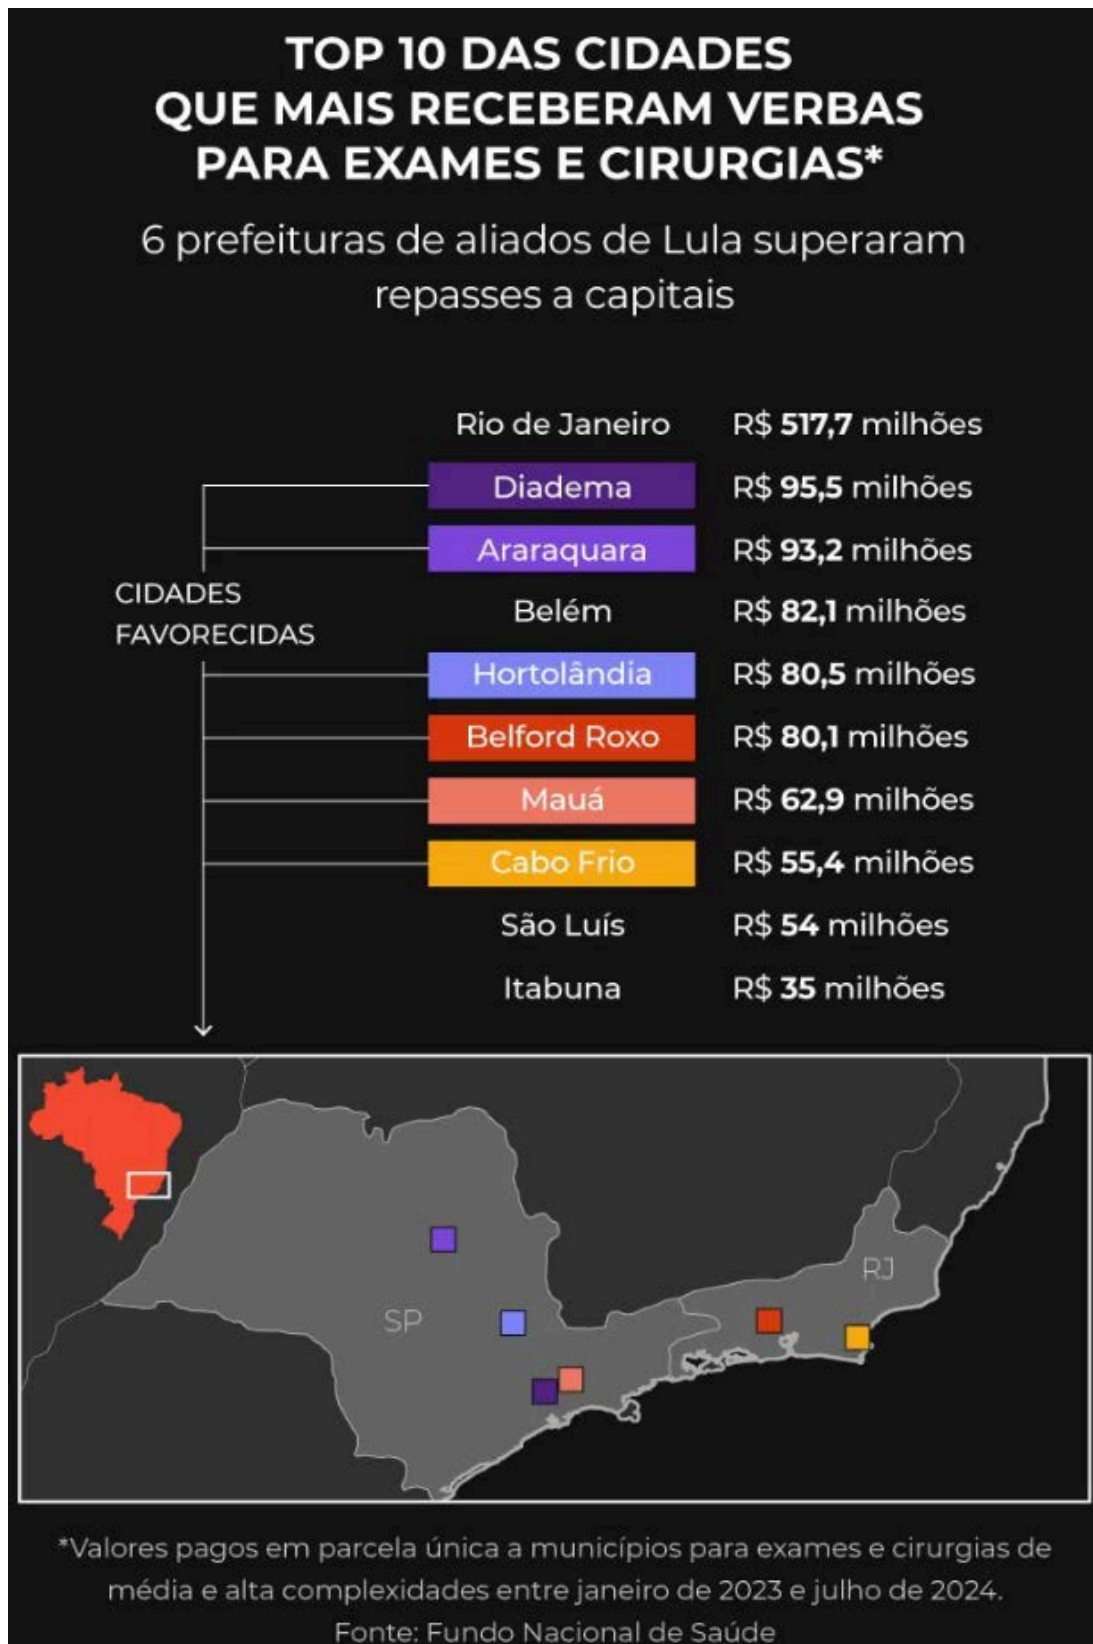 TOP 10 DAS CIDADES
QUE MAIS RECEBERAM VERBAS
PARA EXAMES E CIRURGIAS*
6 prefeituras de aliados de Lula superaram
repasses a capitais
Rio de Janeiro R$ 517,7 milhões
Diadema R$ 95,5 milhões
Araraquara R$ 93,2 milhões
CIDADES
FAVORECIDAS
Belém R$ 82,1 milhões
Hortolândia R$ 80,5 milhões
Belford Roxo R$ 80,1 milhões
Mauá R$ 62,9 milhões
Cabo Frio R$ 55,4 milhões
São Luís R$ 54 milhões
Itabuna R$ 35 milhões
RJ
SP
*Valores pagos em parcela única a municípios para exames e cirurgias de
média e alta complexidades entre janeiro de 2023 e julho de 2024.
Fonte: Fundo Nacional de Saúde